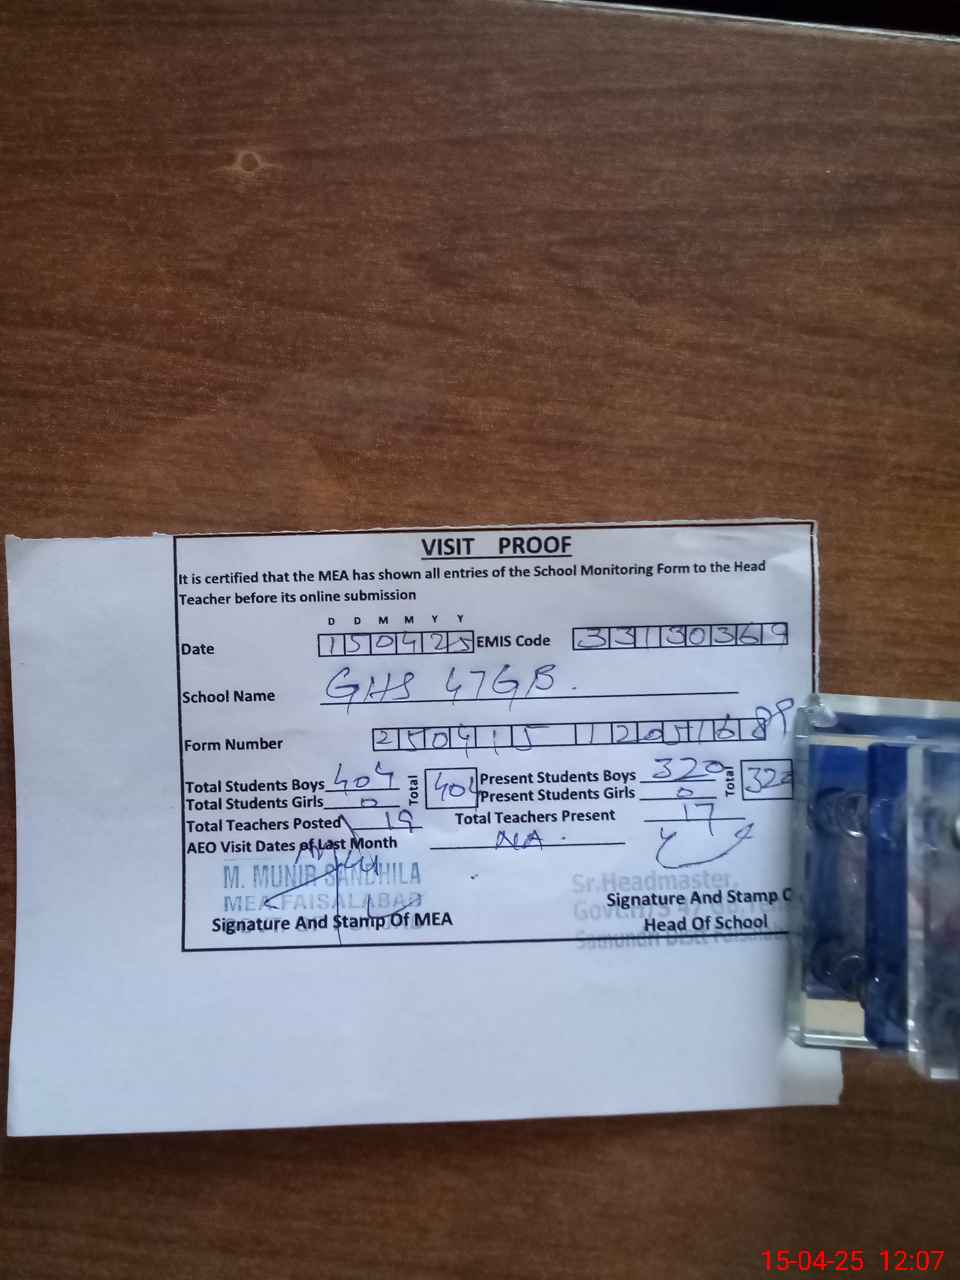 VISIT PROOF
It is certified that the MEA has shown all entries of the School Monitoring Form to the Head
Teacher before its online submission
D D M M Y Y
Date 150425 EMIS Code 33130369
School Name GHS 47GB.
Form Number 250415 1205168
Total Students Boys 404 Total 404 Present Students Boys 320 Total 320
Total Students Girls 0 Present Students Girls 0
Total Teachers Posted 19 Total Teachers Present 17
AEO Visit Dates of Last Month NA.
M. MUNIR SANDHILA
MEA FAISALABAD
Sr.Headmaster,
Signature And Stamp Of MEA
Signature And Stamp O
Head Of School
15-04-25 12:07